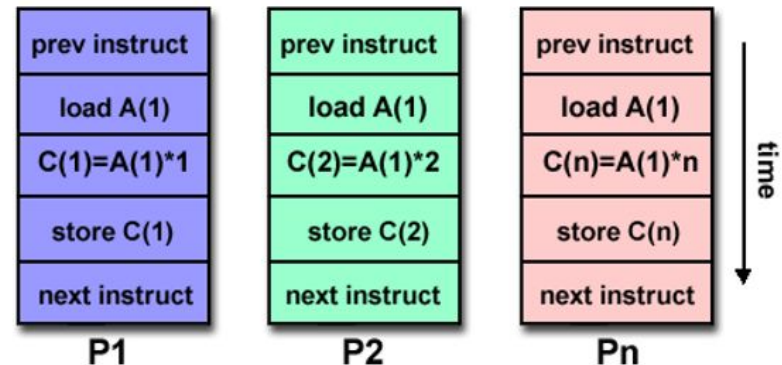 prev instruct
load A(1)
C(1)=A(1)*1
store C(1)
next instruct
P1
prev instruct
load A(1)
C(2)=A(1)*2
store C(2)
next instruct
P2
prev instruct
load A(1)
C(n)=A(1)*n
store C(n)
next instruct
Pn
time